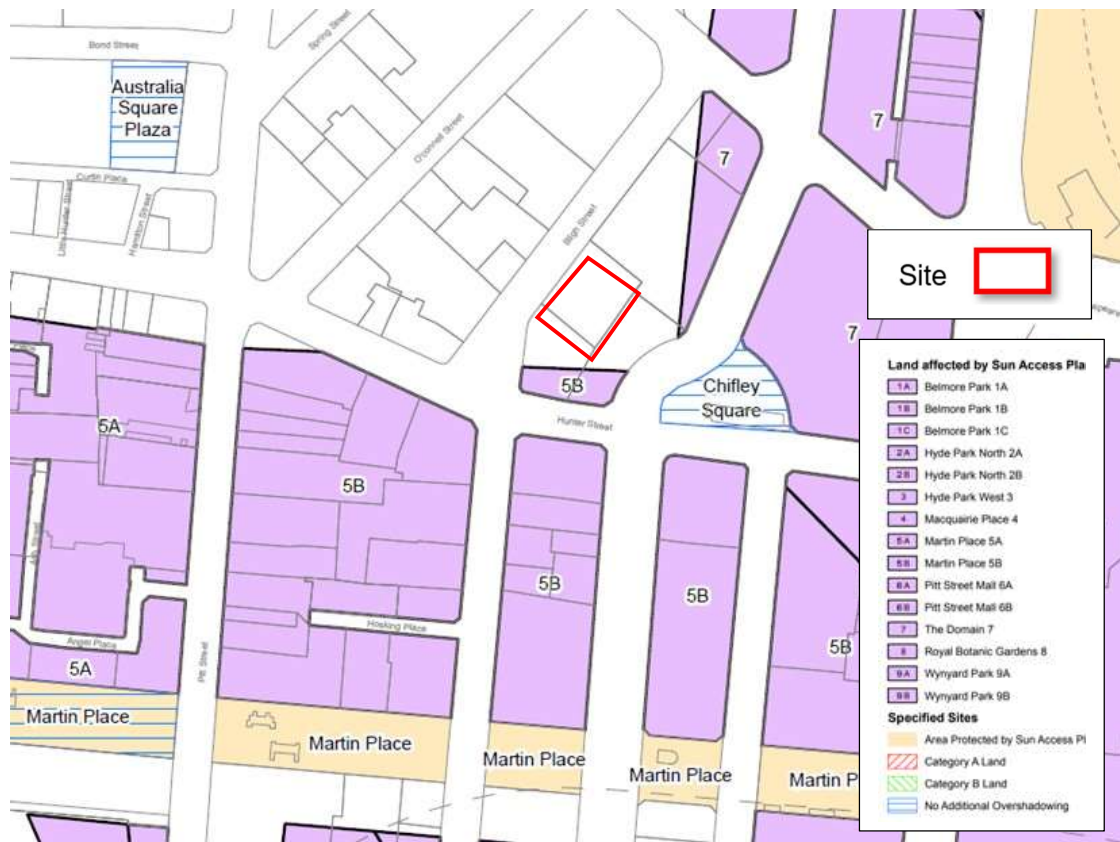 Bond Street
Spring Street
Australia
Square
Plaza
O'connell Street
7
7
Curtin Place
Little Hunter Street
Hamilton Street
Bligh Street
Site
7
5A
5B
Chifley
Square
Hunter Street
5B
5B
5B
5B
Ash Street
Hosking Place
Angel Place
5A
Pitt Street
Martin Place
Martin Place
Martin Place
Martin Place
Martin P
Land affected by Sun Access Pla
1A Belmore Park 1A
1B Belmore Park 1B
1C Belmore Park 1C
2A Hyde Park North 2A
2B Hyde Park North 2B
3 Hyde Park West 3
4 Macquairie Place 4
5A Martin Place 5A
5B Martin Place 5B
6A Pitt Street Mall 6A
6B Pitt Street Mall 6B
7 The Domain 7
8 Royal Botanic Gardens 8
9A Wynyard Park 9A
9B Wynyard Park 9B
Specified Sites
Area Protected by Sun Access Pl
Category A Land
Category B Land
No Additional Overshadowing